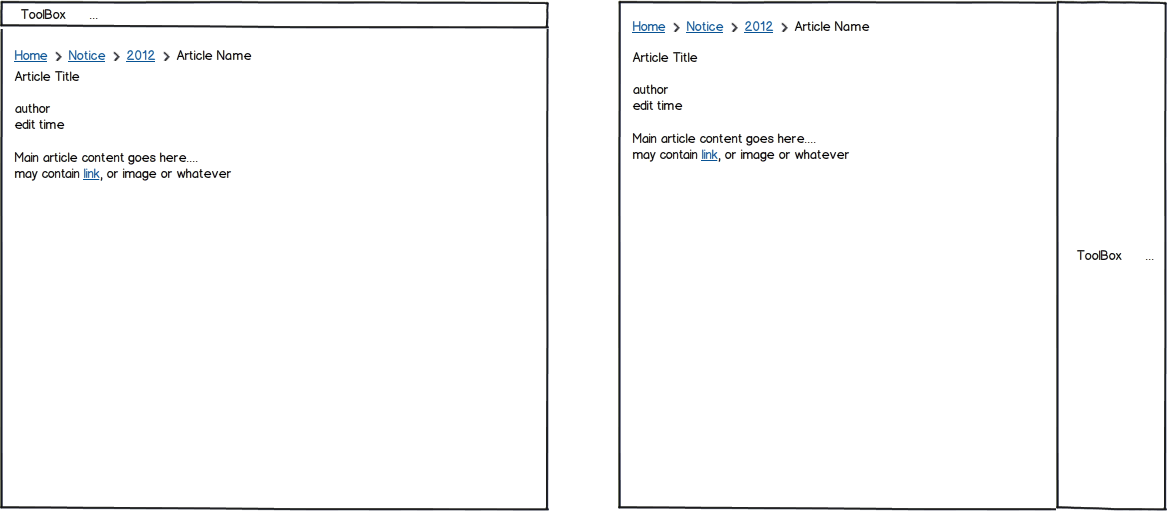 ToolBox ...
Home > Notice > 2012 > Article Name
Article Title
author
edit time
Main article content goes here....
may contain link, or image or whatever
Home > Notice > 2012 > Article Name
Article Title
author
edit time
Main article content goes here....
may contain link, or image or whatever
ToolBox ...